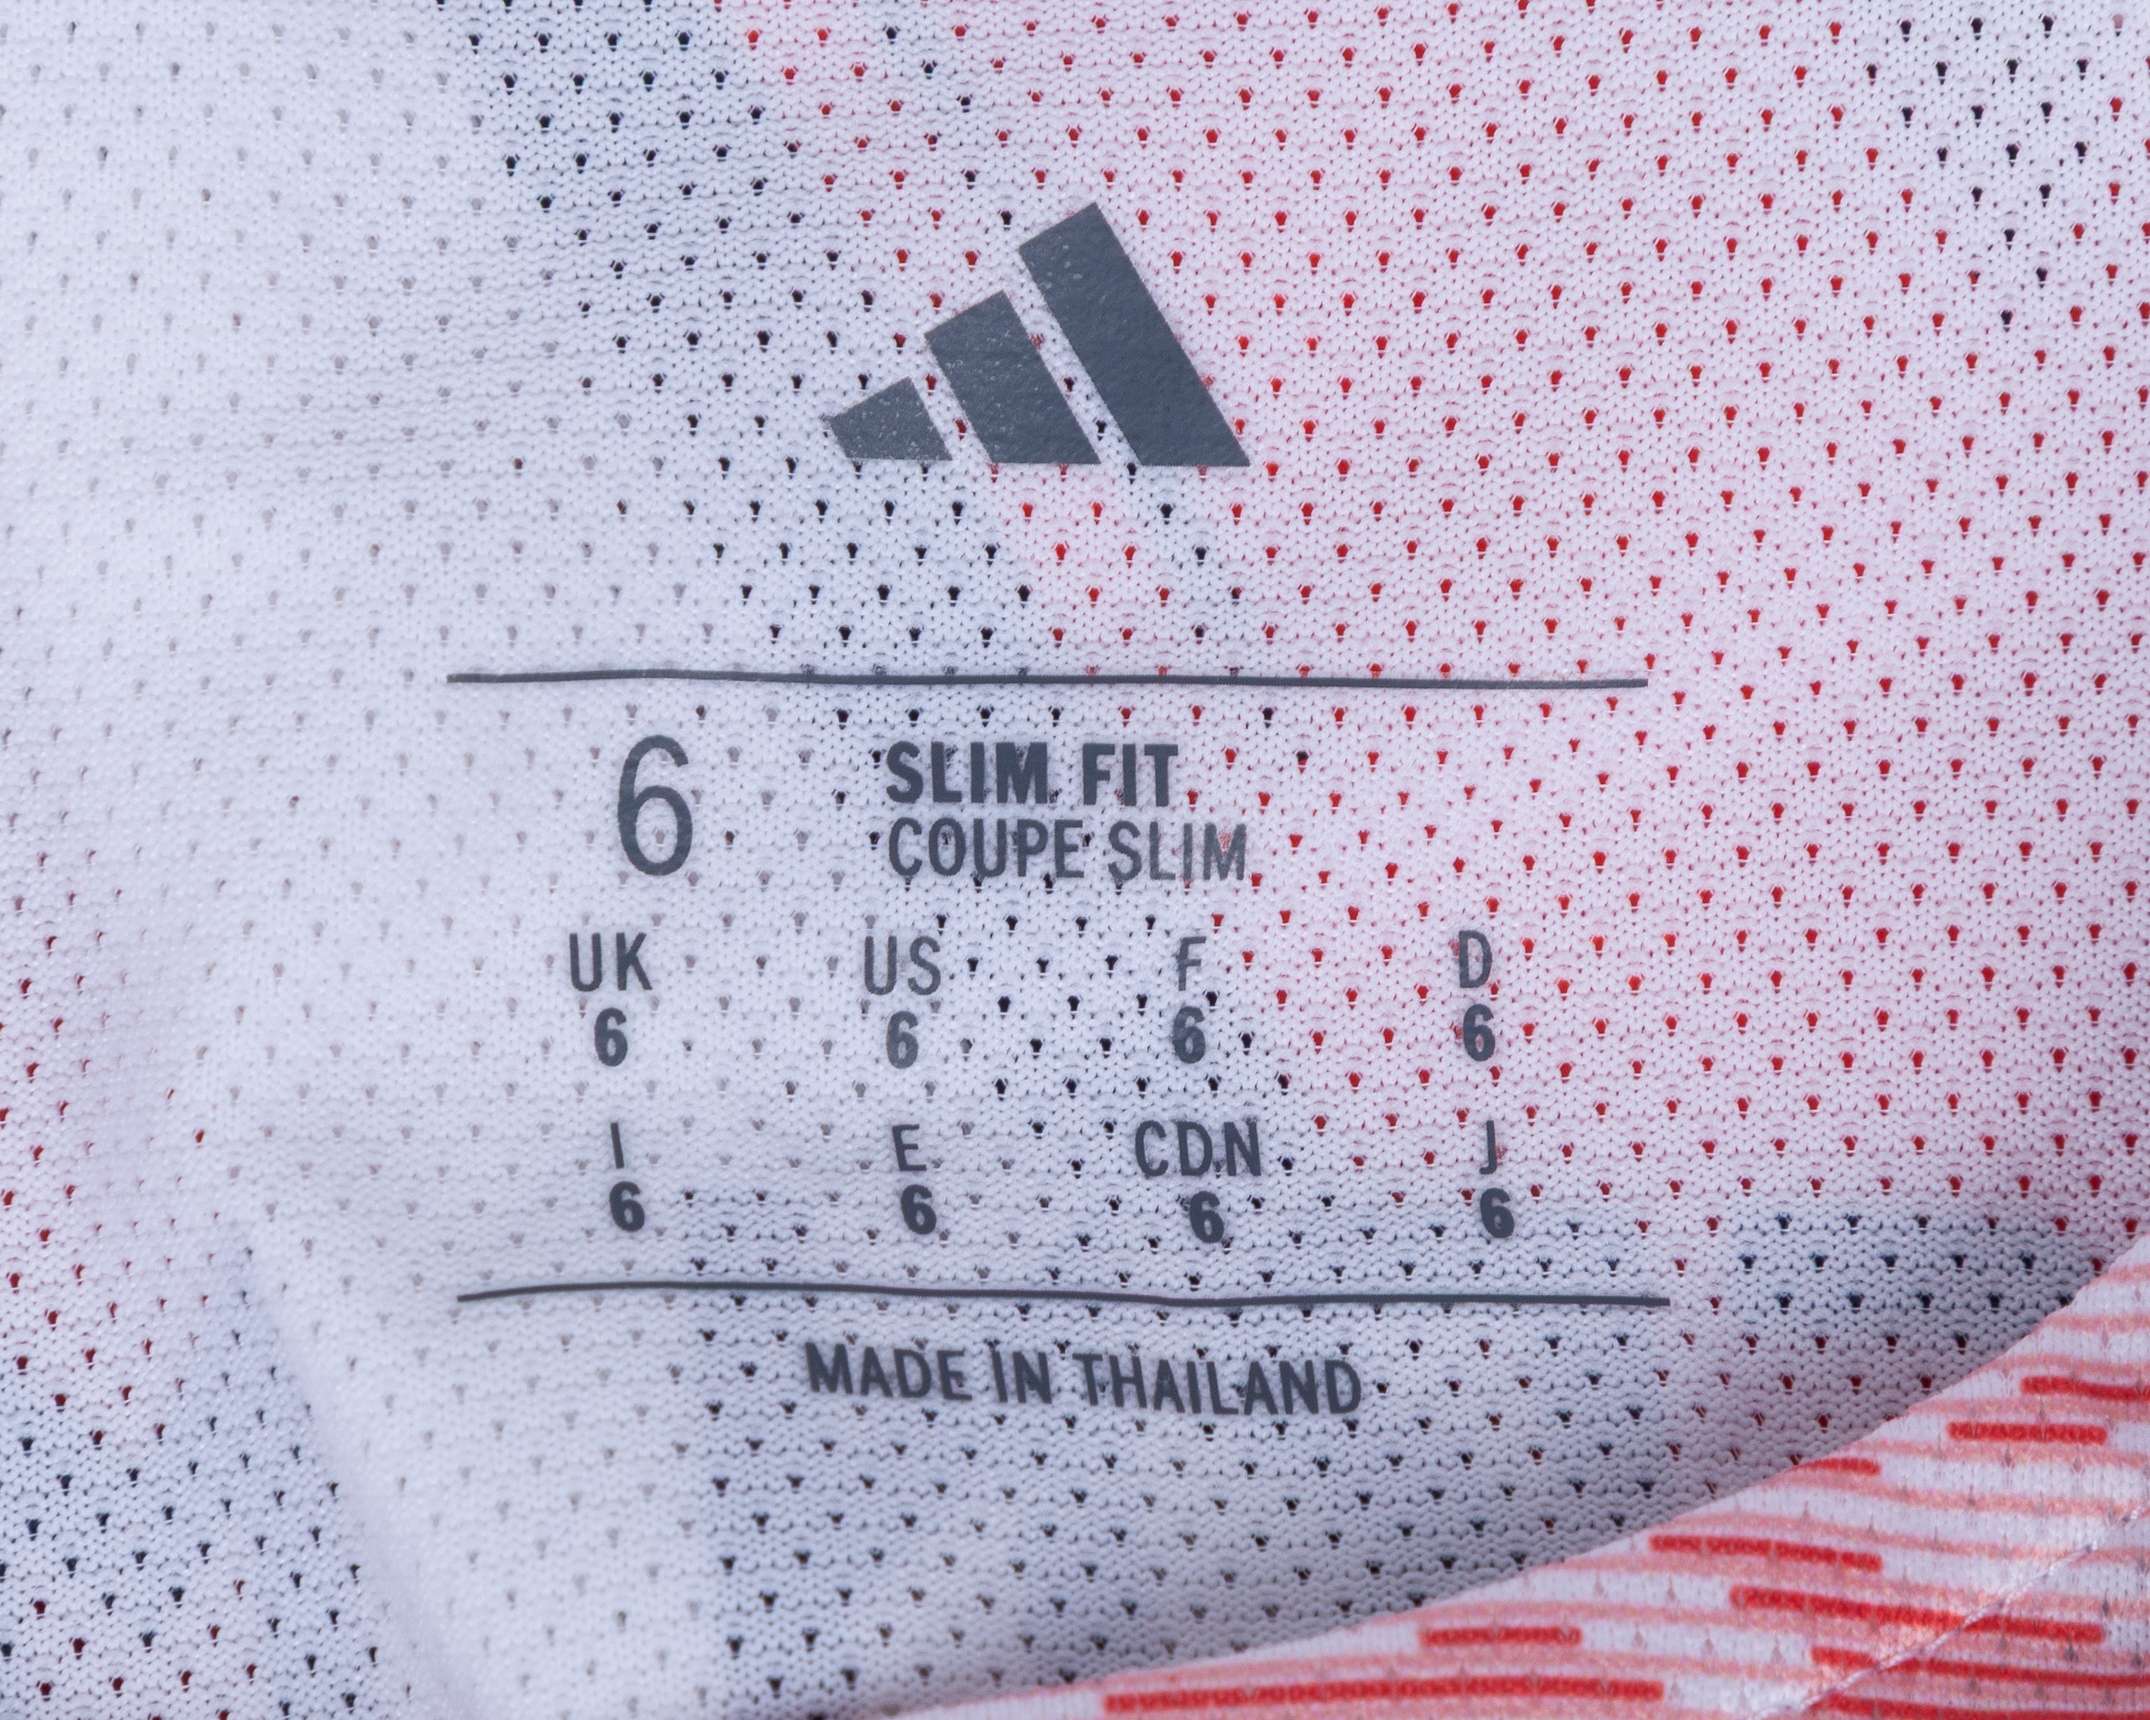 6 SLIM FIT
COUPE SLIM
UK US F D
6 6 6 6
I E CDN J
6 6 6 6
MADE IN THAILAND